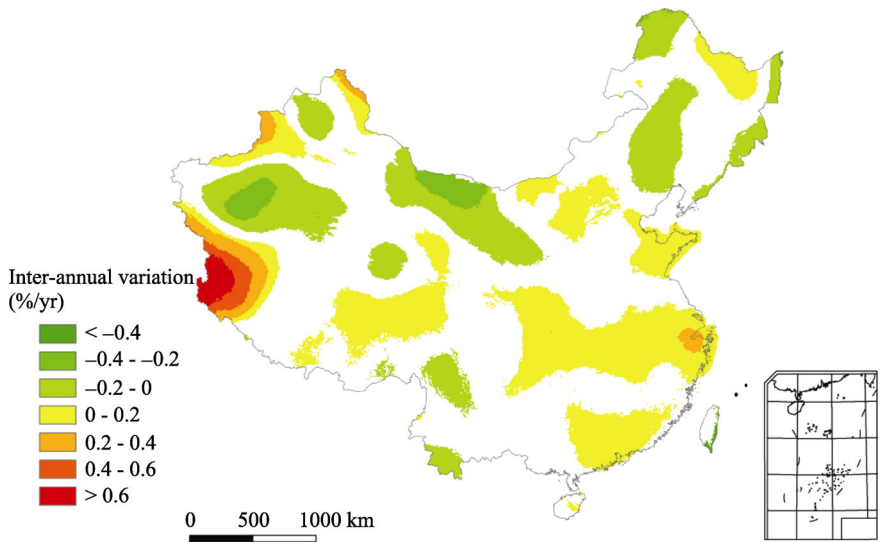 Inter-annual variation
(%/yr)
< –0.4
–0.4 - –0.2
–0.2 - 0
0 - 0.2
0.2 - 0.4
0.4 - 0.6
> 0.6
0 500 1000 km